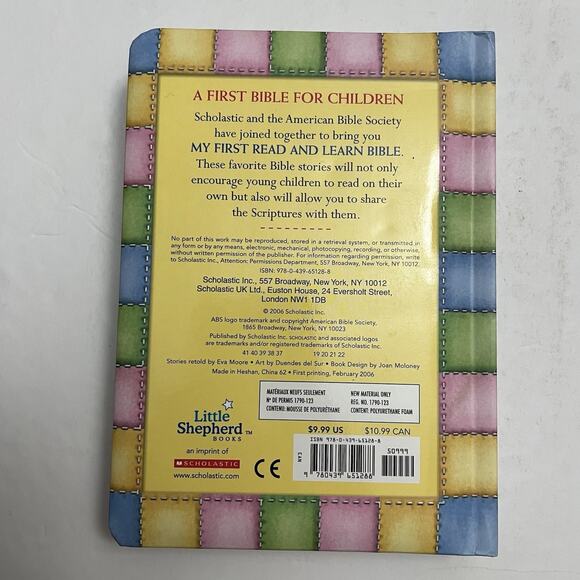 A FIRST BIBLE FOR CHILDREN
Scholastic and the American Bible Society
have joined together to bring you
MY FIRST READ AND LEARN BIBLE.
These favorite Bible stories will not only
encourage young children to read on their
own but also will allow you to share
the Scriptures with them.
No part of this work may be reproduced, stored in a retrieval system, or transmitted in
any form or by any means, electronic, mechanical, photocopying, recording, or otherwise,
without written permission of the publisher. For information regarding permission, write
to Scholastic Inc., Attention: Permissions Department, 557 Broadway, New York, NY 10012.
ISBN: 978-0-439-65128-8
Scholastic Inc., 557 Broadway, New York, NY 10012
Scholastic UK Ltd., Euston House, 24 Eversholt Street,
London NW1 1DB
© 2006 Scholastic Inc.
ABS logo trademark and copyright American Bible Society,
1865 Broadway, New York, NY 10023
Published by Scholastic Inc. SCHOLASTIC and associated logos
are trademarks and/or registered trademarks of Scholastic Inc.
41 40 39 38 37 19 20 21 22
Stories retold by Eva Moore • Art by Duendes del Sur • Book Design by Joan Moloney
Made in Heshan, China 62 • First printing, February 2006
MATÉRIAUX NEUFS SEULEMENT
Nº DE PERMIS 1790-123
CONTENU: MOUSSE DE POLYURÉTHANE
NEW MATERIAL ONLY
REG. NO. 1790-123
CONTENT: POLYURETHANE FOAM
Little
Shepherd™
BOOKS
an imprint of
SCHOLASTIC
www.scholastic.com
CE
$9.99 US
$10.99 CAN
ISBN 978-0-439-65128-8
50999
CAN
9 780439 651288